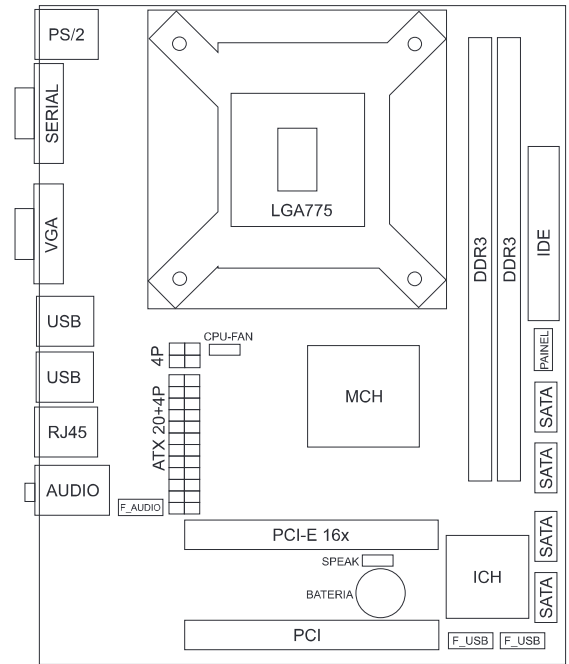 PS/2
SERIAL
VGA
USB
USB
RJ45
AUDIO
F_AUDIO
LGA775
CPU-FAN
4P
ATX 20+4P
MCH
DDR3
DDR3
IDE
PAINEL
SATA
SATA
SATA
SATA
PCI-E 16x
SPEAK
BATERIA
ICH
PCI
F_USB
F_USB